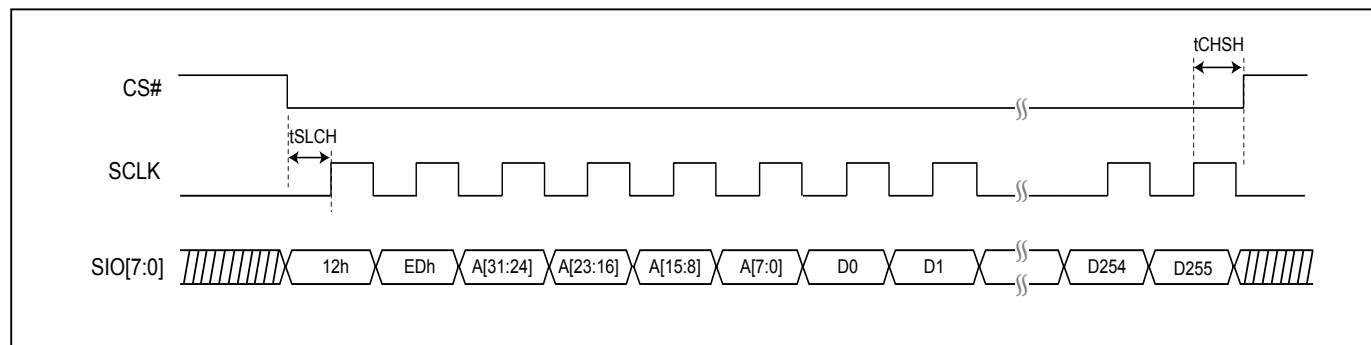 tCHSH
CS#
tSLCH
SCLK
SIO[7:0] 12h EDh A[31:24] A[23:16] A[15:8] A[7:0] D0 D1 D254 D255